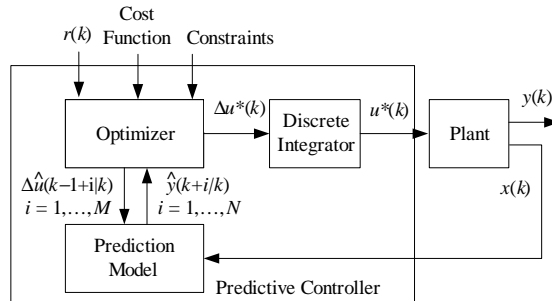 Cost
Function
r(k)
Constraints
Optimizer
Δu*(k)
Discrete
Integrator
u*(k)
Plant
y(k)
x(k)
Δû(k−1+i|k)
i = 1,…,M
ŷ(k+i/k)
i = 1,…,N
Prediction
Model
Predictive Controller